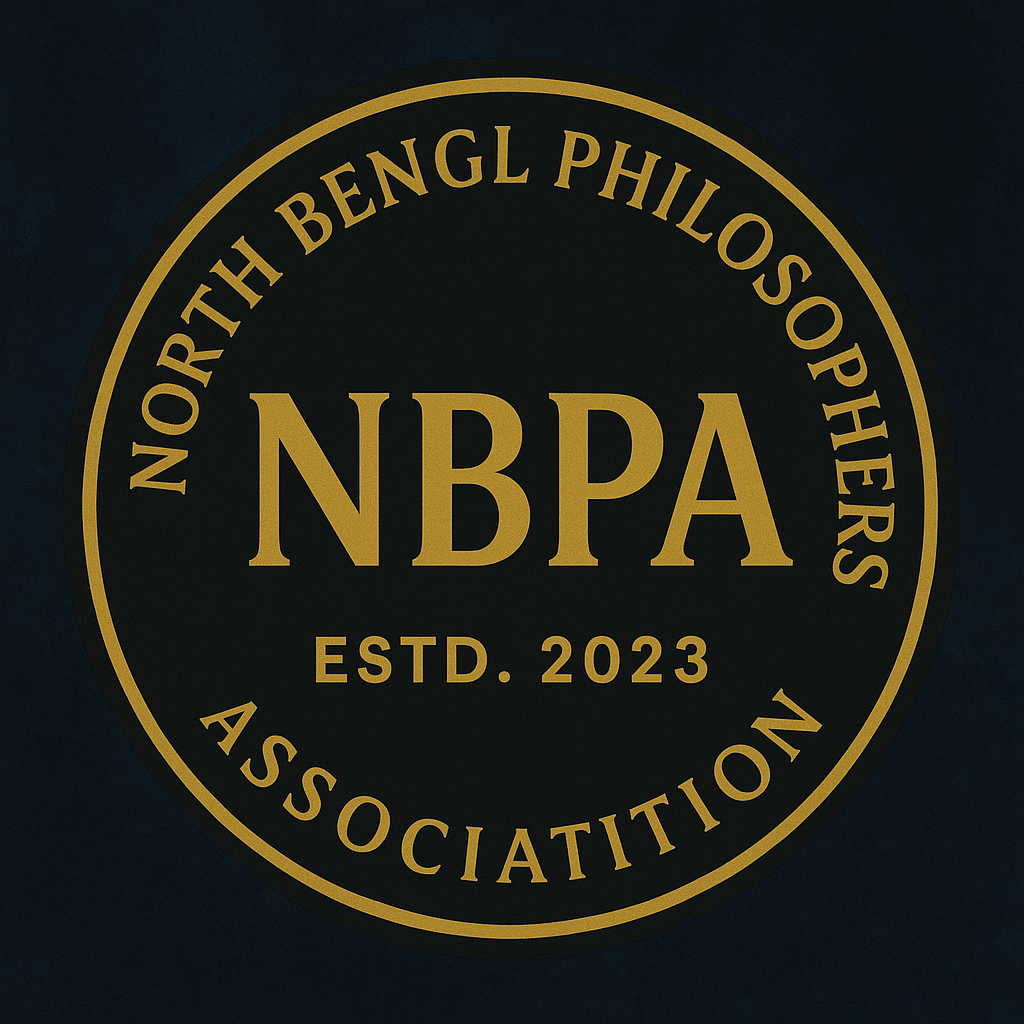 NORTH BENGL PHILOSOPHERS
NBPA
ESTD. 2023
ASSOCIATITION